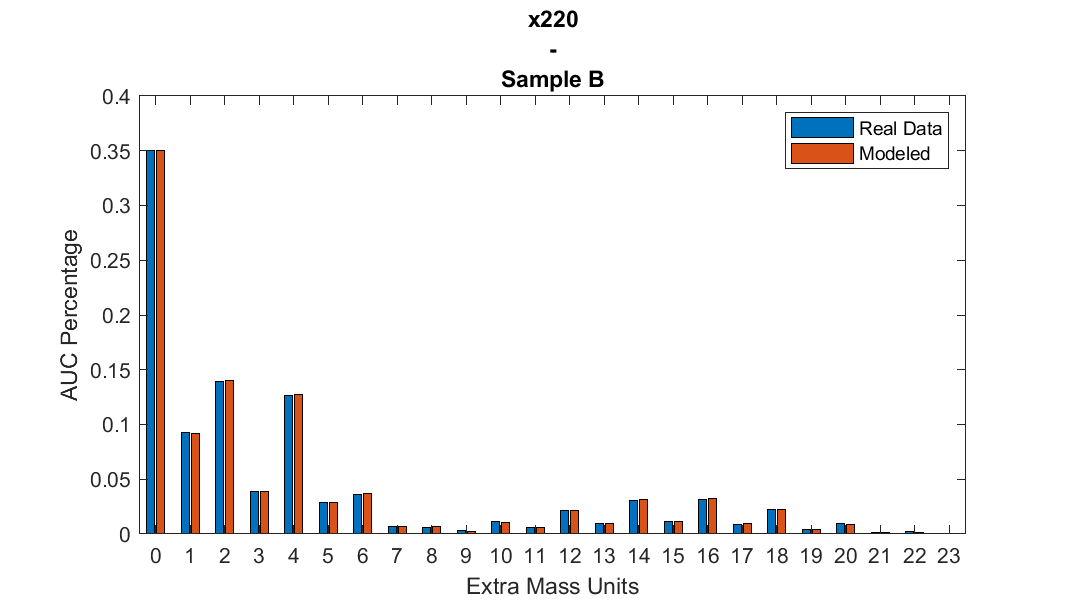 x220
-
Sample B
Real Data
Modeled
0.4
0.35
0.3
0.25
0.2
0.15
0.1
0.05
0
AUC Percentage
0 1 2 3 4 5 6 7 8 9 10 11 12 13 14 15 16 17 18 19 20 21 22 23
Extra Mass Units